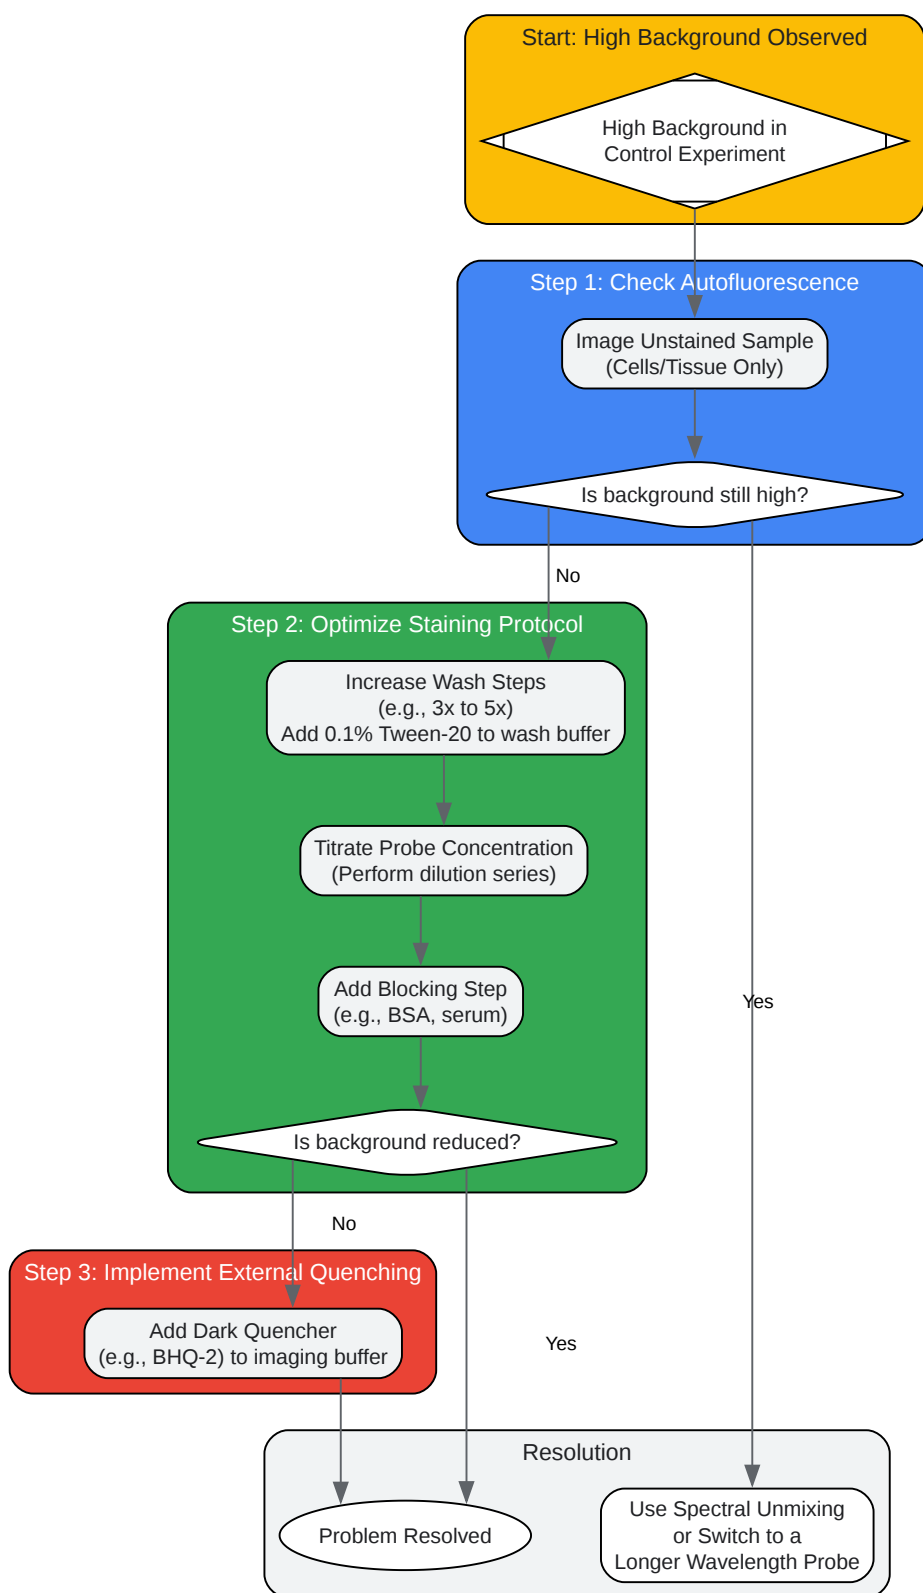 Start: High Background Observed
High Background in
Control Experiment
Step 1: Check Autofluorescence
Image Unstained Sample
(Cells/Tissue Only)
Is background still high?
No
Step 2: Optimize Staining Protocol
Increase Wash Steps
(e.g., 3x to 5x)
Add 0.1% Tween-20 to wash buffer
Titrate Probe Concentration
(Perform dilution series)
Add Blocking Step
(e.g., BSA, serum)
Yes
Is background reduced?
No
Step 3: Implement External Quenching
Add Dark Quencher
(e.g., BHQ-2) to imaging buffer
Yes
Resolution
Problem Resolved
Use Spectral Unmixing
or Switch to a
Longer Wavelength Probe